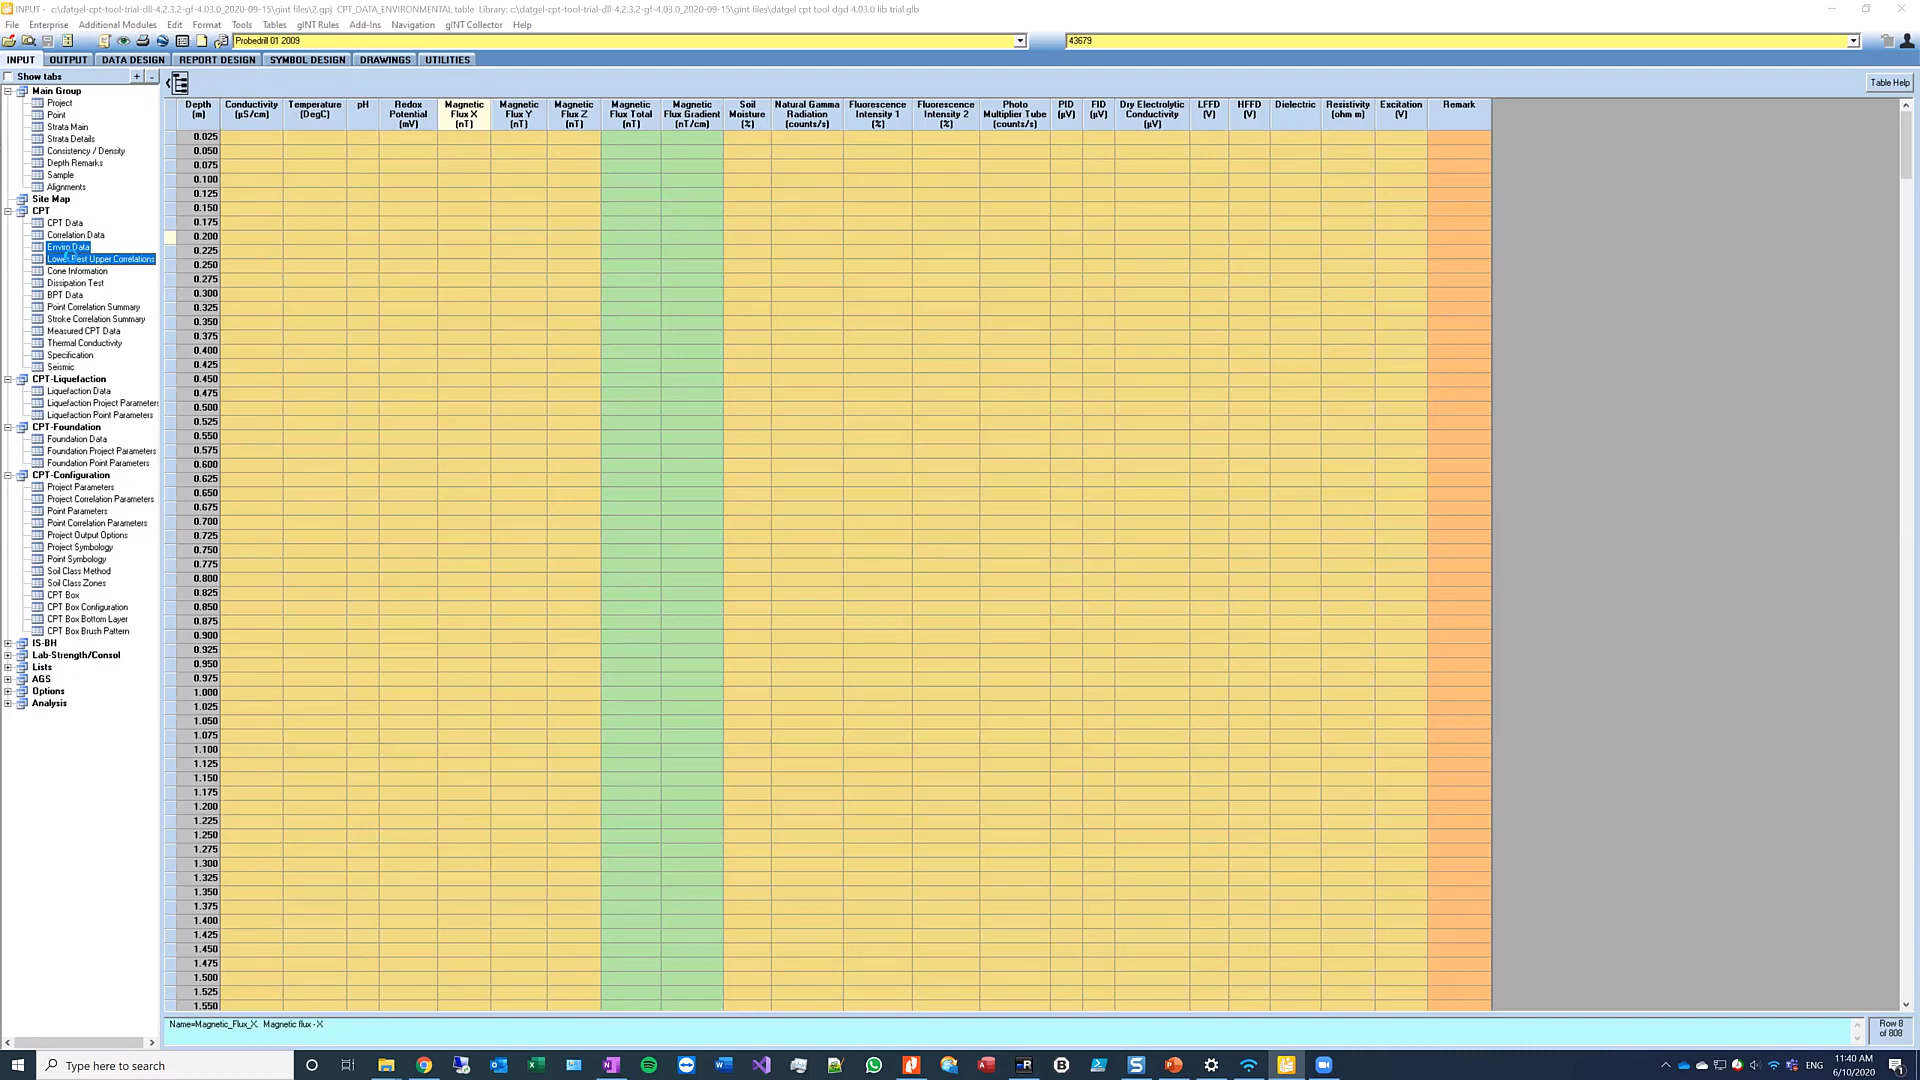 INPUT - c:\datgel-cpt-tool-trial-dll-4.2.3.2-gf-4.03.0_2020-09-15\gint files\2.gpj CPT_DATA_ENVIRONMENTAL table Library: c:\datgel-cpt-tool-trial-dll-4.2.3.2-gf-4.03.0_2020-09-15\gint files\datgel cpt tool dgd 4.03.0 lib trial.glb
File Enterprise Additional Modules Edit Format Tools Tables gINT Rules Add-Ins Navigation gINT Collector Help
Probedrill 01 2009 43679
INPUT OUTPUT DATA DESIGN REPORT DESIGN SYMBOL DESIGN DRAWINGS UTILITIES
Show tabs + -
Table Help
Main Group
Project
Point
Strata Main
Strata Details
Consistency / Density
Depth Remarks
Sample
Alignments
Site Map
CPT
CPT Data
Correlation Data
Enviro Data
Lower Best Upper Correlations
Cone Information
Dissipation Test
BPT Data
Point Correlation Summary
Stroke Correlation Summary
Measured CPT Data
Thermal Conductivity
Specification
Seismic
CPT-Liquefaction
Liquefaction Data
Liquefaction Project Parameters
Liquefaction Point Parameters
CPT-Foundation
Foundation Data
Foundation Project Parameters
Foundation Point Parameters
CPT-Configuration
Project Parameters
Project Correlation Parameters
Point Parameters
Point Correlation Parameters
Project Output Options
Project Symbology
Point Symbology
Soil Class Method
Soil Class Zones
CPT Box
CPT Box Configuration
CPT Box Bottom Layer
CPT Box Brush Pattern
IS-BH
Lab-Strength/Consol
Lists
AGS
Options
Analysis
Depth (m)
Conductivity (µS/cm)
Temperature (DegC)
pH
Redox Potential (mV)
Magnetic Flux X (nT)
Magnetic Flux Y (nT)
Magnetic Flux Z (nT)
Magnetic Flux Total (nT)
Magnetic Flux Gradient (nT/cm)
Soil Moisture (%)
Natural Gamma Radiation (counts/s)
Fluorescence Intensity 1 (%)
Fluorescence Intensity 2 (%)
Photo Multiplier Tube (counts/s)
PID (µV)
FID (µV)
Dry Electrolytic Conductivity (µV)
LFFD (V)
HFFD (V)
Dielectric
Resistivity (ohm m)
Excitation (V)
Remark
0.025
0.050
0.075
0.100
0.125
0.150
0.175
0.200
0.225
0.250
0.275
0.300
0.325
0.350
0.375
0.400
0.425
0.450
0.475
0.500
0.525
0.550
0.575
0.600
0.625
0.650
0.675
0.700
0.725
0.750
0.775
0.800
0.825
0.850
0.875
0.900
0.925
0.950
0.975
1.000
1.025
1.050
1.075
1.100
1.125
1.150
1.175
1.200
1.225
1.250
1.275
1.300
1.325
1.350
1.375
1.400
1.425
1.450
1.475
1.500
1.525
1.550
Name=Magnetic_Flux_X. Magnetic flux - X
Row 8 of 808
Type here to search
ENG
11:40 AM
6/10/2020